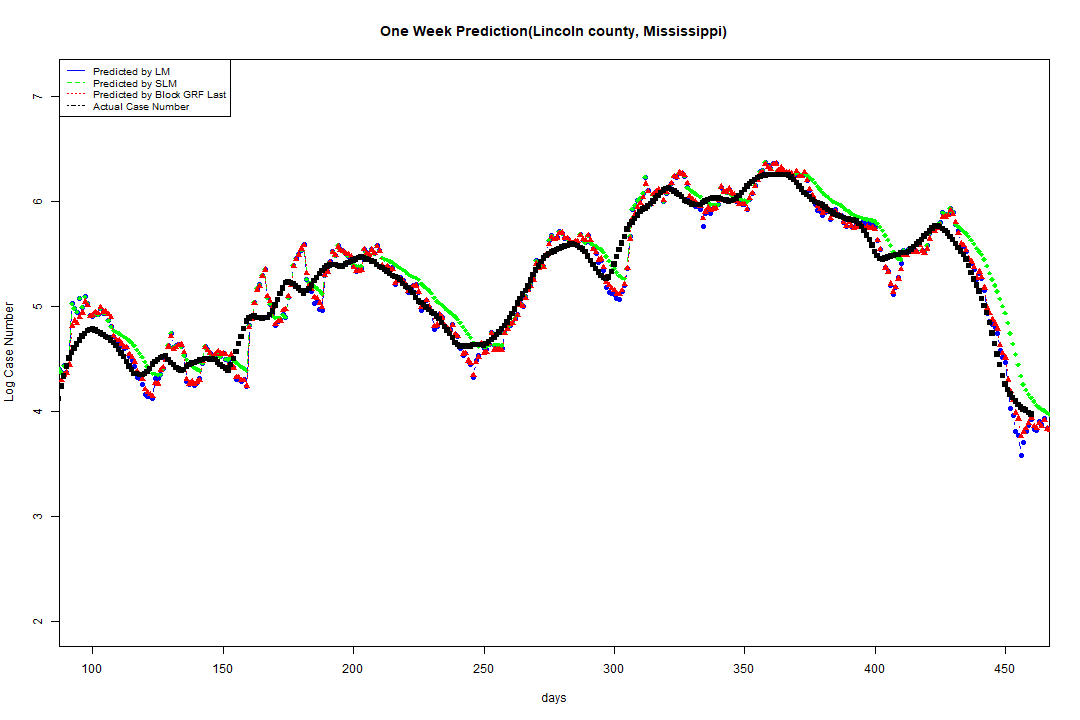 One Week Prediction(Lincoln county, Mississippi)
Predicted by LM
Predicted by SLM
Predicted by Block GRF Last
Actual Case Number
7
6
5
4
3
2
Log Case Number
100 150 200 250 300 350 400 450
days